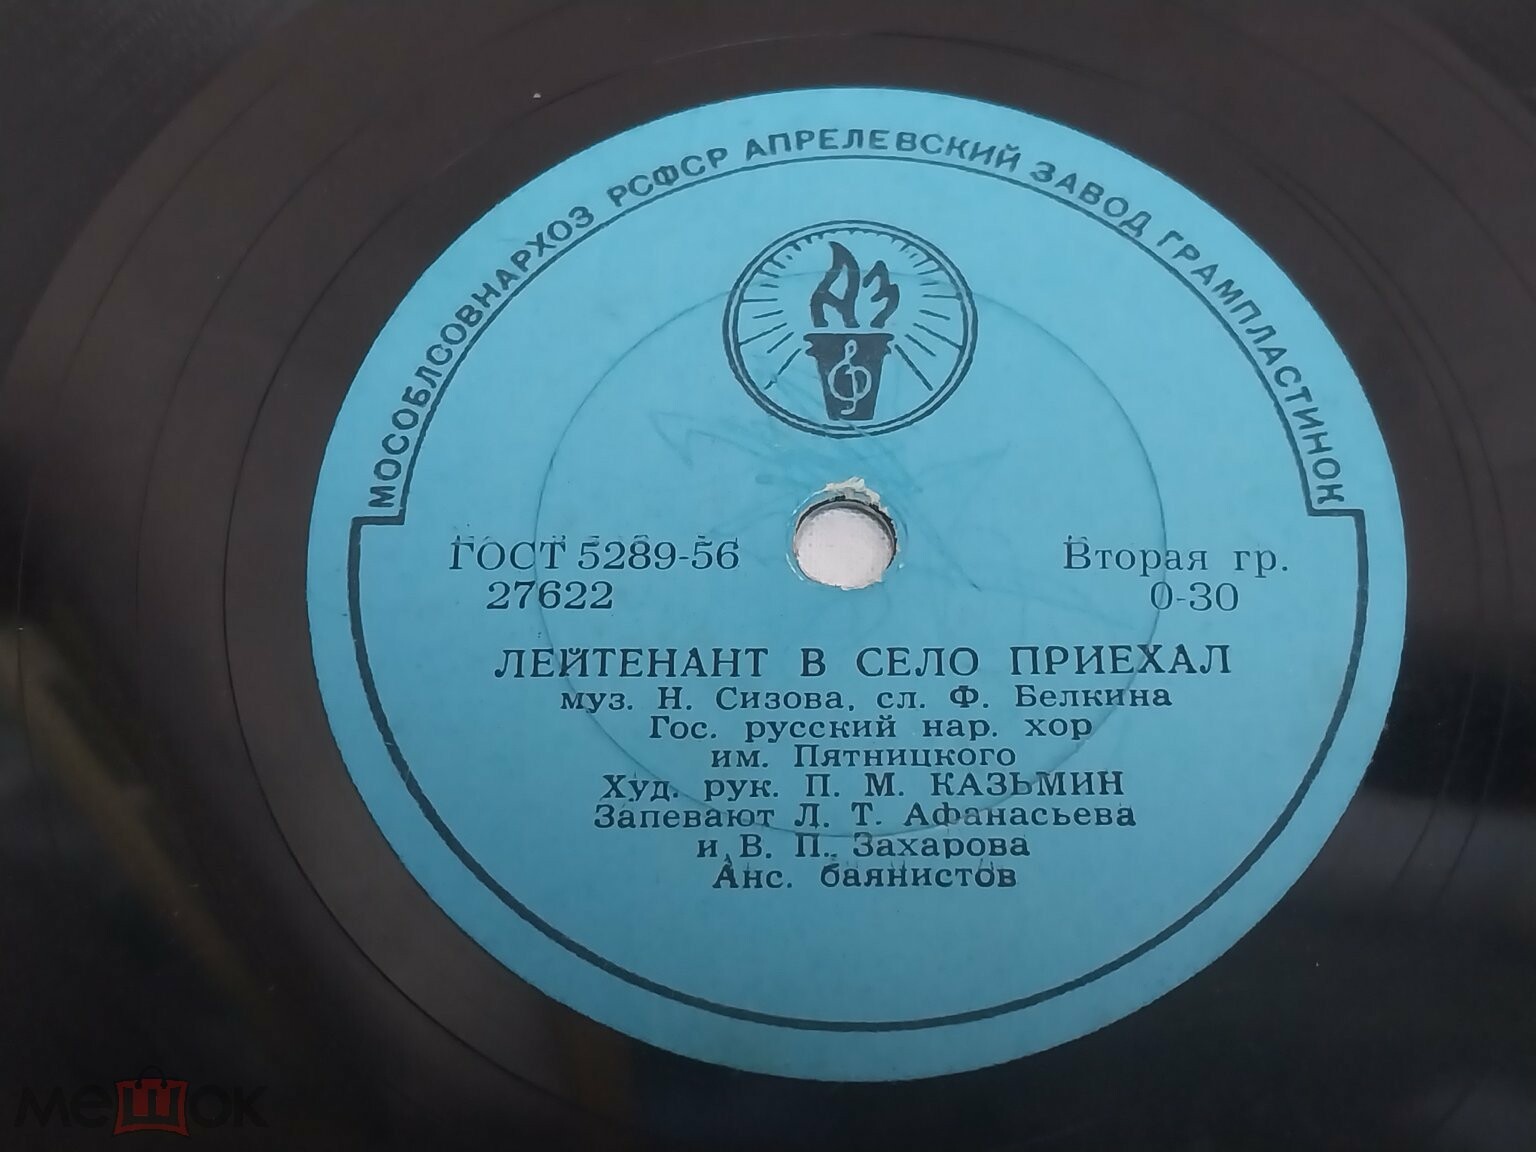 МОСОБЛСОВНАРХОЗ РСФСР АПРЕЛЕВСКИЙ ЗАВОД ГРАМПЛАСТИНОК
АЗ
ГОСТ 5289-56
27622
Вторая гр.
0-30
ЛЕЙТЕНАНТ В СЕЛО ПРИЕХАЛ
муз. Н. Сизова, сл. Ф. Белкина
Гос. русский нар. хор
им. Пятницкого
Худ. рук. П. М. КАЗЬМИН
Запевают Л. Т. Афанасьева
и В. П. Захарова
Анс. баянистов
мешок